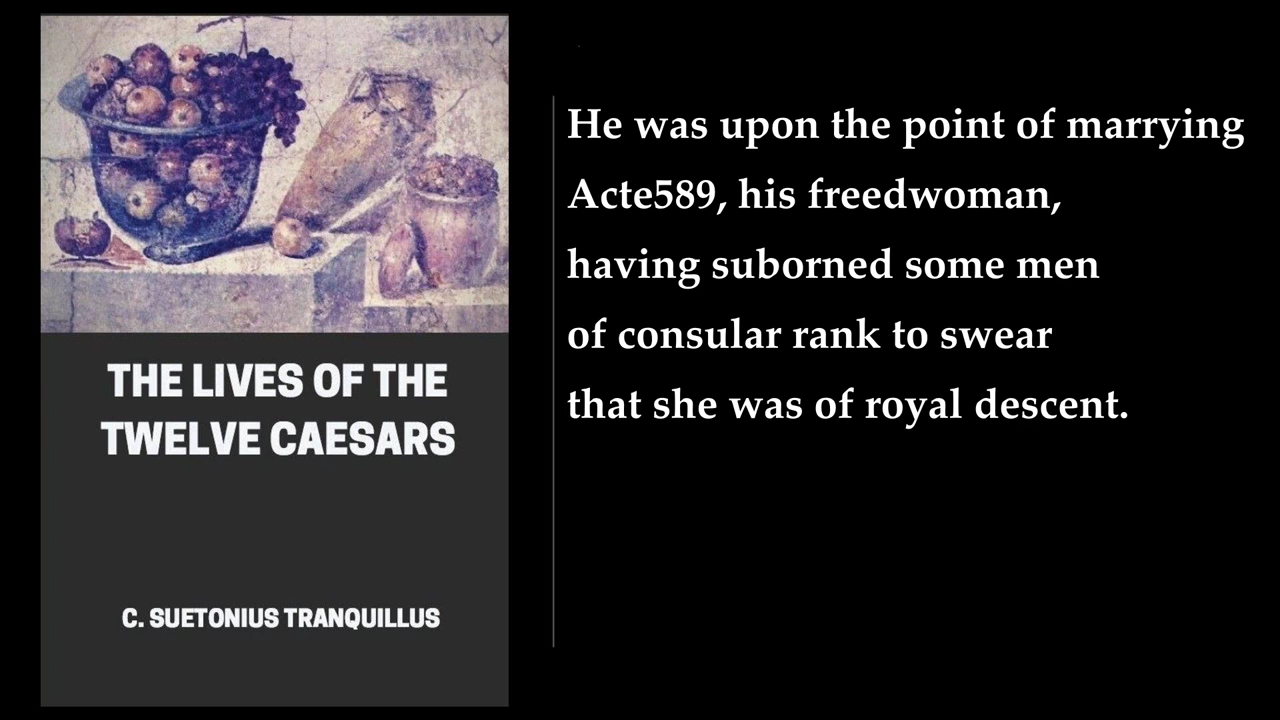 THE LIVES OF THE
TWELVE CAESARS
C. SUETONIUS TRANQUILLUS
He was upon the point of marrying
Acte589, his freedwoman,
having suborned some men
of consular rank to swear
that she was of royal descent.